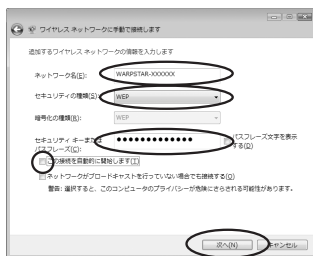 ワイヤレス ネットワークに手動で接続します
追加するワイヤレス ネットワークの情報を入力します
ネットワーク名(E):
WARPSTAR-XXXXXX
セキュリティの種類(S):
WEP
暗号化の種類(R):
WEP
セキュリティ キーまたは
パスフレーズ(C):
パスフレーズ文字を表示
する(D)
この接続を自動的に開始します(T)
ネットワークがブロードキャストを行っていない場合でも接続する(O)
警告: 選択すると、このコンピュータのプライバシーが危険にさらされる可能性があります。
次へ(N)
キャンセル